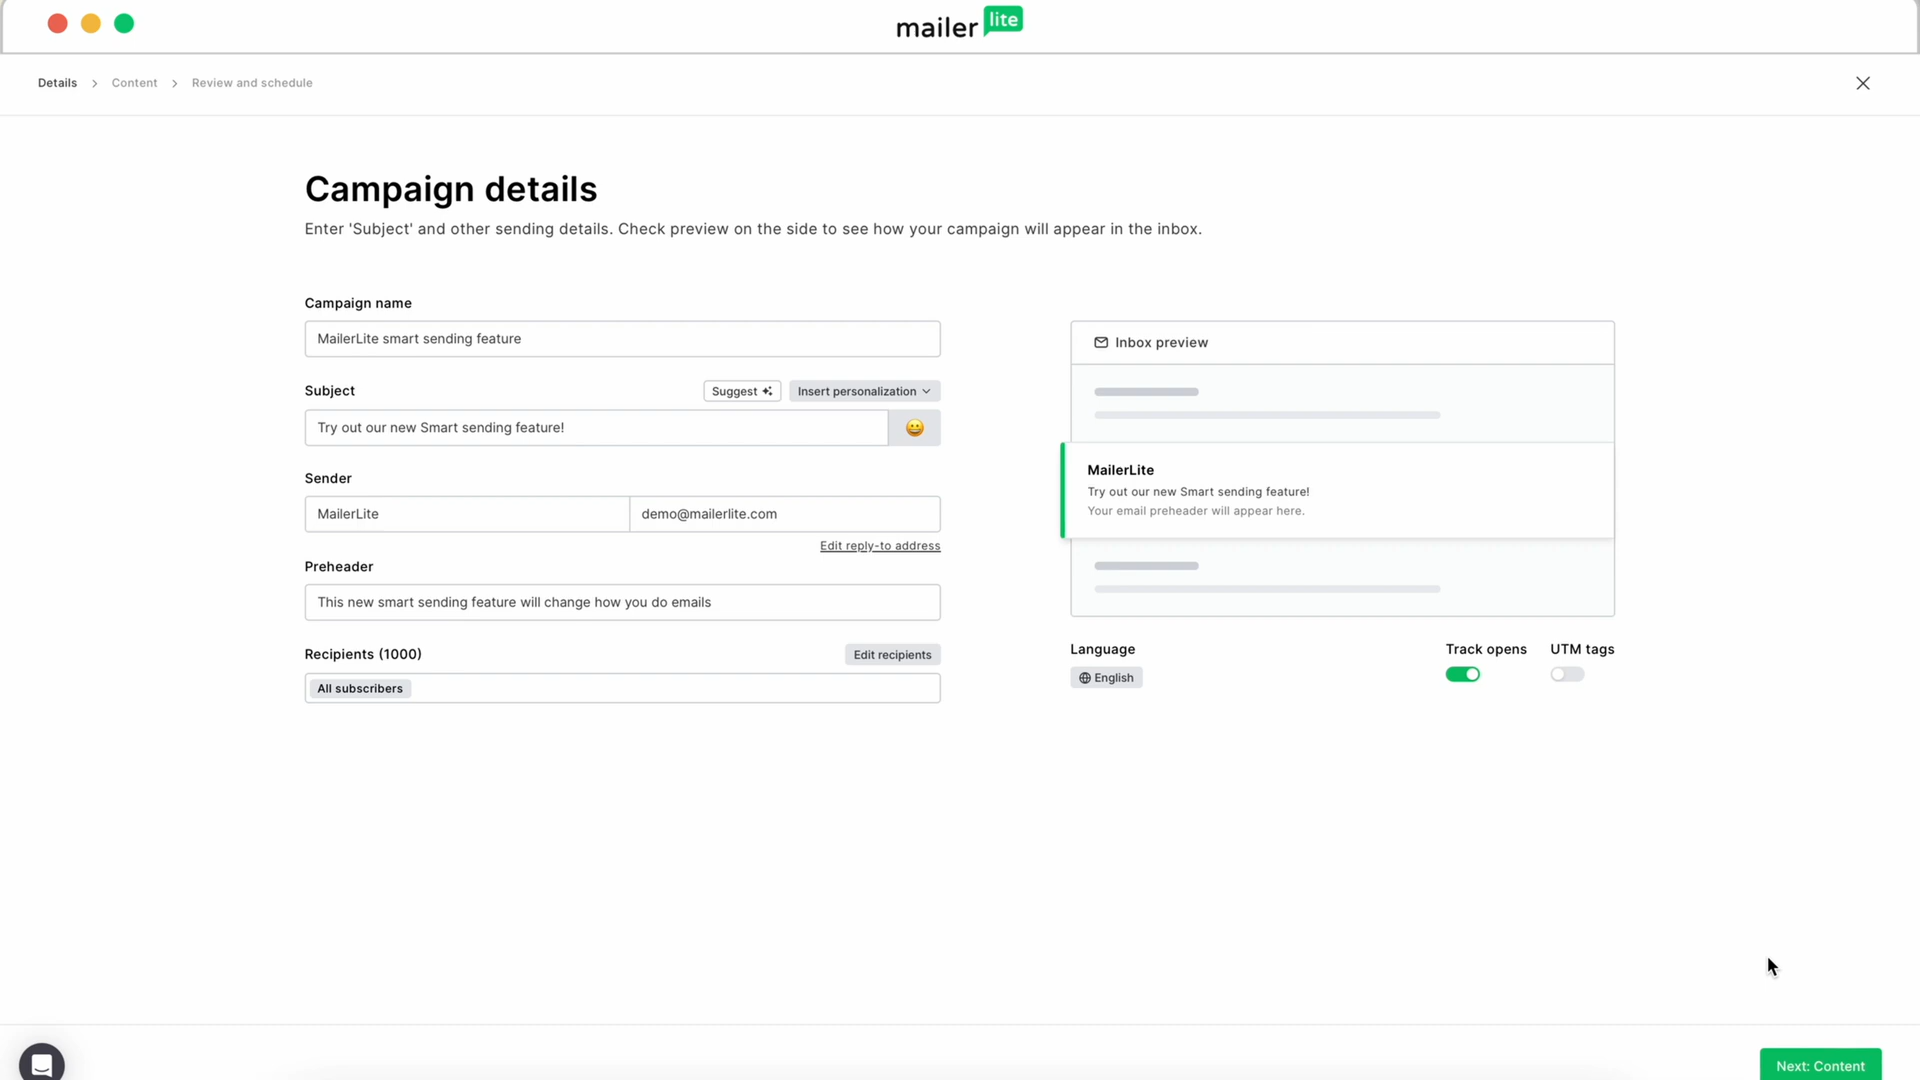 mailer lite
Details
Content
Review and schedule
Campaign details
Enter 'Subject' and other sending details. Check preview on the side to see how your campaign will appear in the inbox.
Campaign name
MailerLite smart sending feature
Subject
Suggest
Insert personalization
Try out our new Smart sending feature!
Sender
MailerLite
demo@mailerlite.com
Edit reply-to address
Preheader
This new smart sending feature will change how you do emails
Recipients (1000)
Edit recipients
All subscribers
Inbox preview
MailerLite
Try out our new Smart sending feature!
Your email preheader will appear here.
Language
English
Track opens
UTM tags
Next: Content